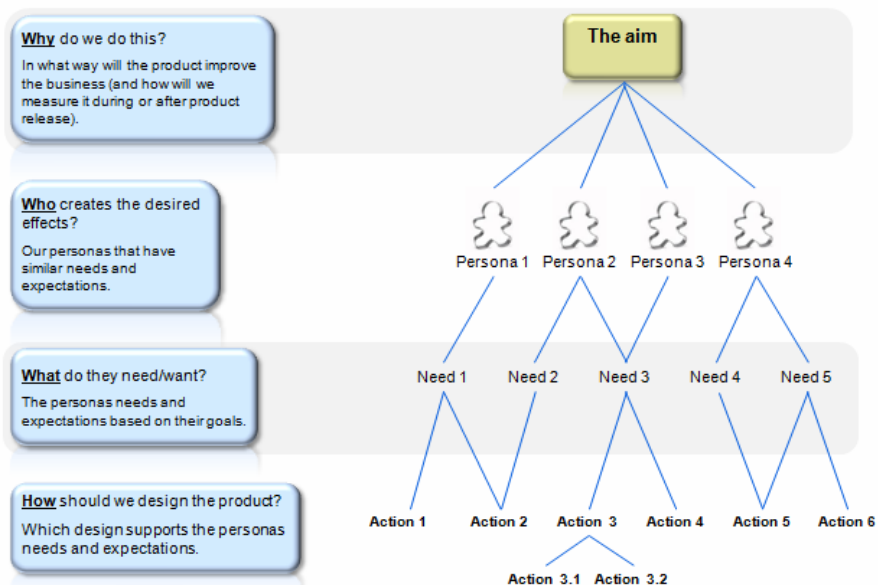 Why do we do this?
In what way will the product improve
the business (and how will we
measure it during or after product
release).
The aim
Who creates the desired
effects?
Our personas that have
similar needs and
expectations.
Persona 1 Persona 2 Persona 3 Persona 4
What do they need/want?
The personas needs and
expectations based on their goals.
Need 1 Need 2 Need 3 Need 4 Need 5
How should we design the product?
Which design supports the personas
needs and expectations.
Action 1 Action 2 Action 3 Action 4 Action 5 Action 6
Action 3.1 Action 3.2